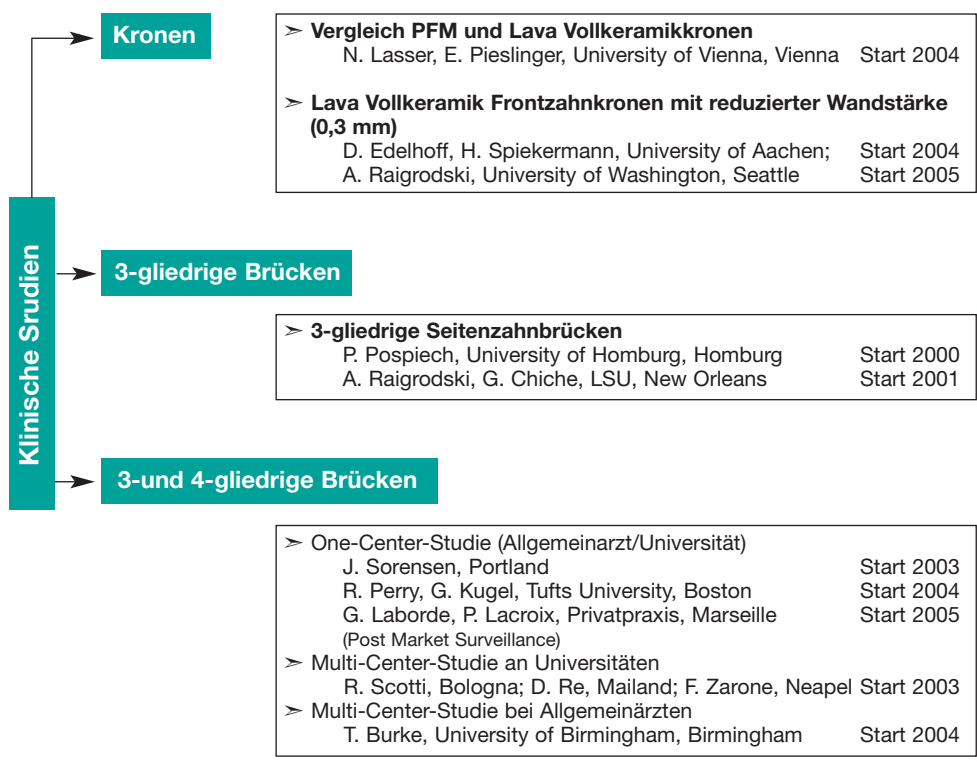 Klinische Srudien
Kronen
➣ Vergleich PFM und Lava Vollkeramikkronen
N. Lasser, E. Pieslinger, University of Vienna, Vienna Start 2004
➣ Lava Vollkeramik Frontzahnkronen mit reduzierter Wandstärke
(0,3 mm)
D. Edelhoff, H. Spiekermann, University of Aachen; Start 2004
A. Raigrodski, University of Washington, Seattle Start 2005
3-gliedrige Brücken
➣ 3-gliedrige Seitenzahnbrücken
P. Pospiech, University of Homburg, Homburg Start 2000
A. Raigrodski, G. Chiche, LSU, New Orleans Start 2001
3-und 4-gliedrige Brücken
➣ One-Center-Studie (Allgemeinarzt/Universität)
J. Sorensen, Portland Start 2003
R. Perry, G. Kugel, Tufts University, Boston Start 2004
G. Laborde, P. Lacroix, Privatpraxis, Marseille Start 2005
(Post Market Surveillance)
➣ Multi-Center-Studie an Universitäten
R. Scotti, Bologna; D. Re, Mailand; F. Zarone, Neapel Start 2003
➣ Multi-Center-Studie bei Allgemeinärzten
T. Burke, University of Birmingham, Birmingham Start 2004